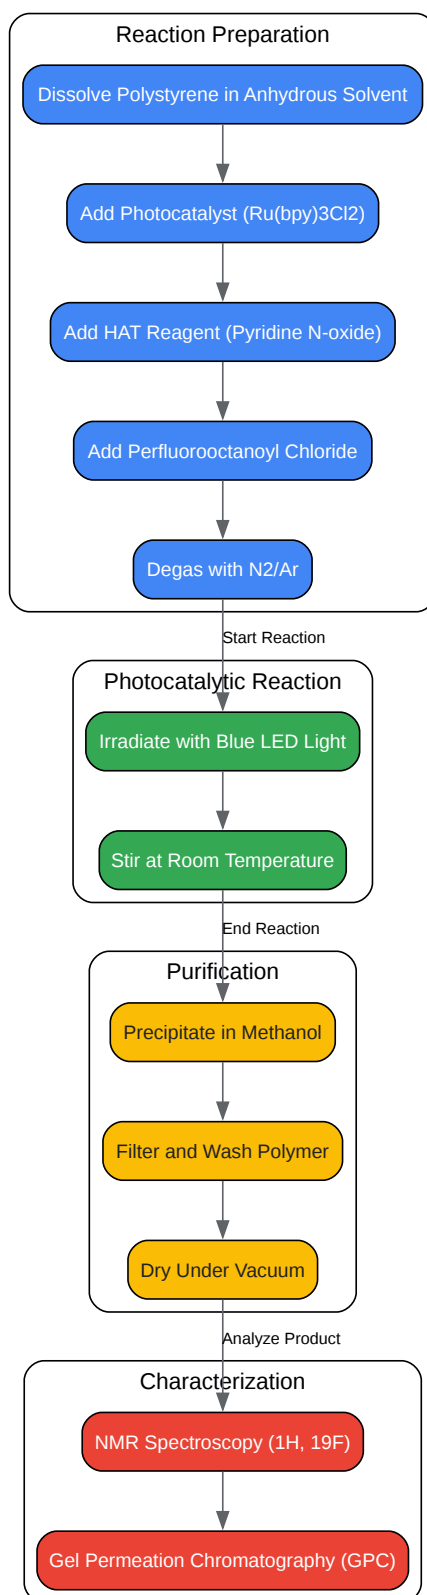 Reaction Preparation
Dissolve Polystyrene in Anhydrous Solvent
Add Photocatalyst (Ru(bpy)3Cl2)
Add HAT Reagent (Pyridine N-oxide)
Add Perfluorooctanoyl Chloride
Degas with N2/Ar
Start Reaction
Photocatalytic Reaction
Irradiate with Blue LED Light
Stir at Room Temperature
End Reaction
Purification
Precipitate in Methanol
Filter and Wash Polymer
Dry Under Vacuum
Analyze Product
Characterization
NMR Spectroscopy (1H, 19F)
Gel Permeation Chromatography (GPC)